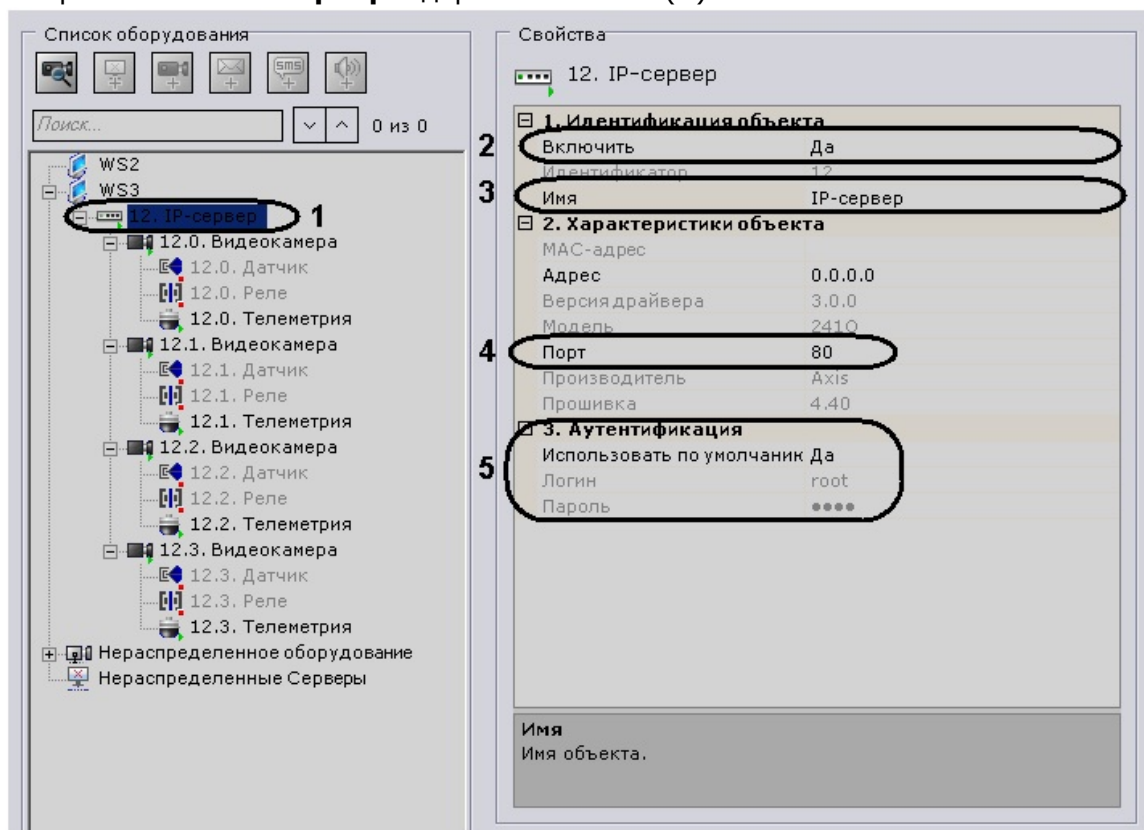 Список оборудования
sms
Поиск...
0 из 0
WS2
WS3
12. IP-сервер
1
12.0. Видеокамера
12.0. Датчик
12.0. Реле
12.0. Телеметрия
12.1. Видеокамера
12.1. Датчик
12.1. Реле
12.1. Телеметрия
12.2. Видеокамера
12.2. Датчик
12.2. Реле
12.2. Телеметрия
12.3. Видеокамера
12.3. Датчик
12.3. Реле
12.3. Телеметрия
Нераспределенное оборудование
Нераспределенные Серверы
Свойства
12. IP-сервер
1. Идентификация объекта
2
Включить Да
Идентификатор 12
3
Имя IP-сервер
2. Характеристики объекта
MAC-адрес
Адрес 0.0.0.0
Версия драйвера 3.0.0
Модель 241Q
4
Порт 80
Производитель Axis
Прошивка 4.40
3. Аутентификация
5
Использовать по умолчани Да
Логин root
Пароль ●●●●
Имя
Имя объекта.